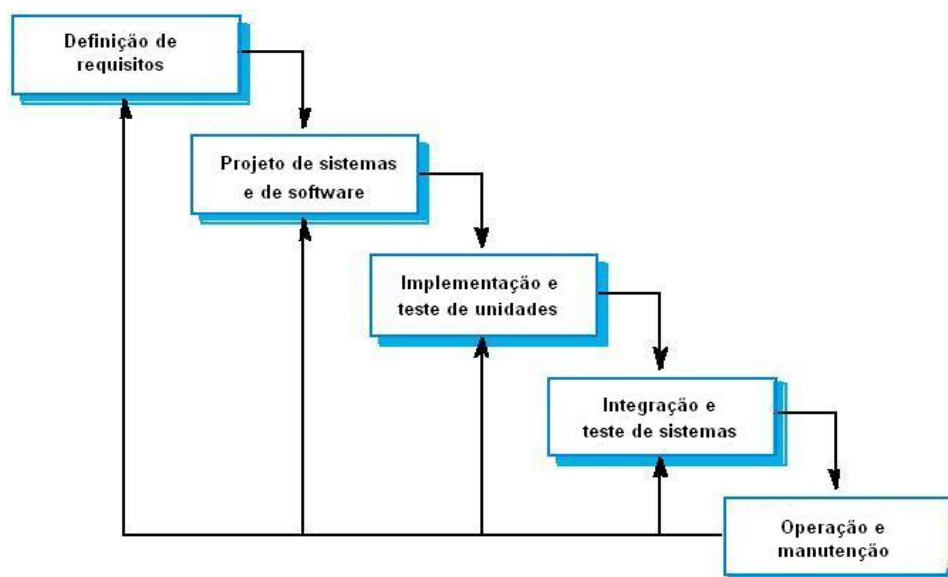 Definição de
requisitos
Projeto de sistemas
e de software
Implementação e
teste de unidades
Integração e
teste de sistemas
Operação e
manutenção